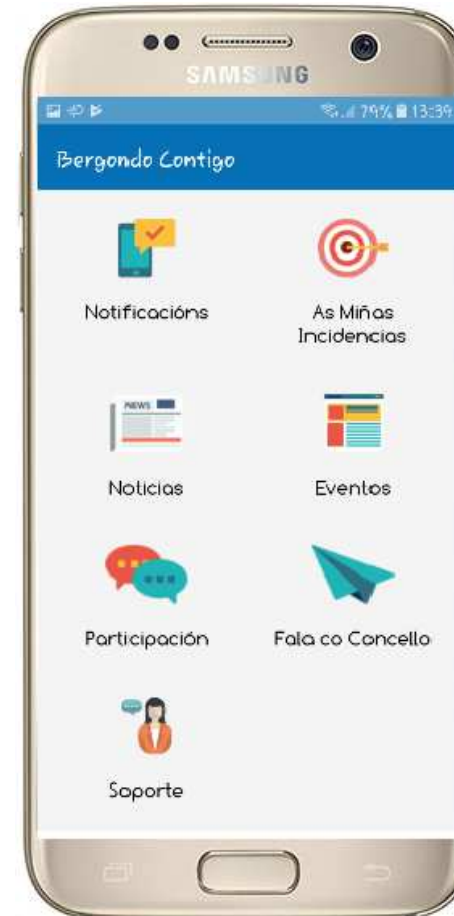 SAMSUNG
79% 13:39
Bergondo Contigo
Notificacións
As Miñas
Incidencias
NEWS
Noticias
Eventos
Participación
Fala co Concello
Soporte